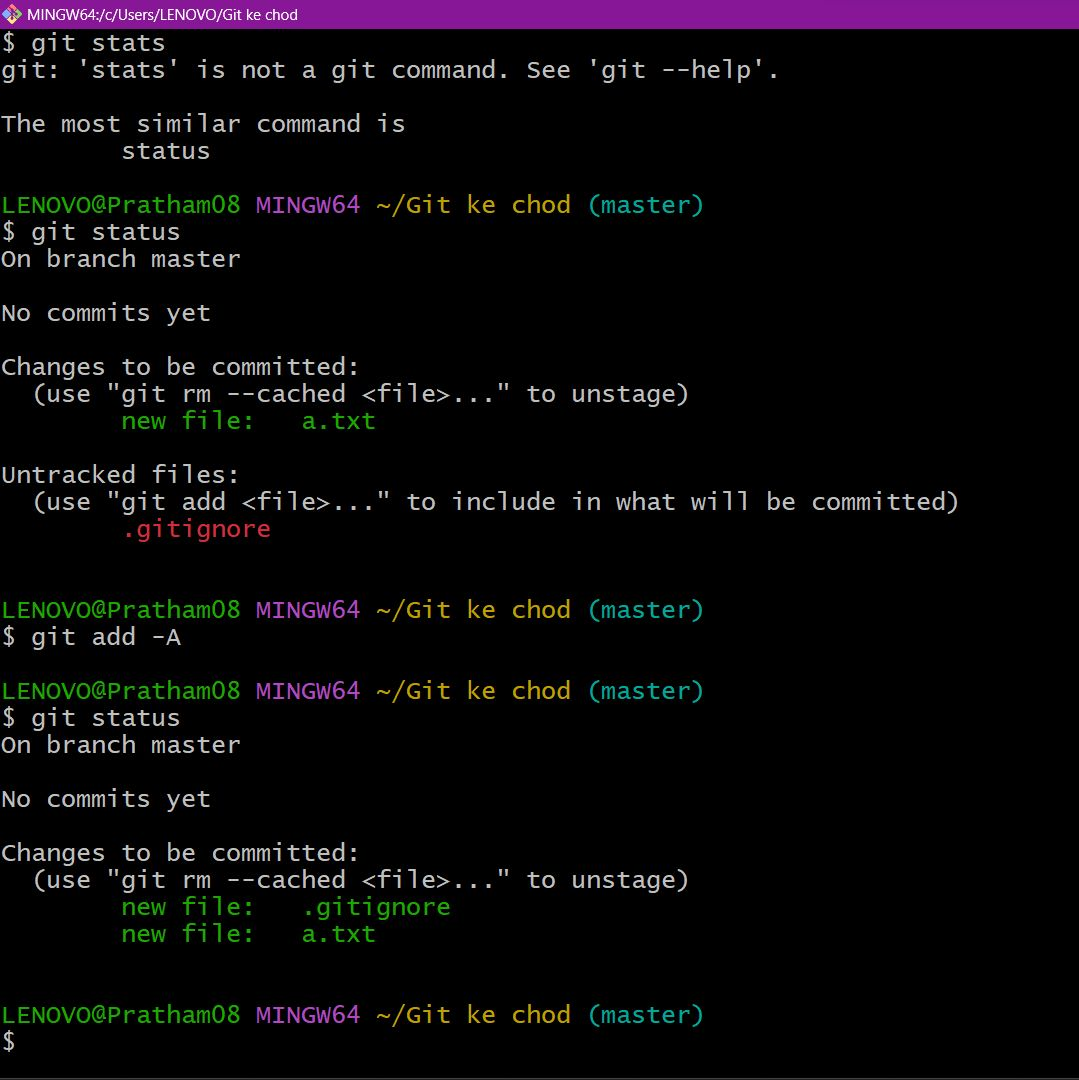 MINGW64:/c/Users/LENOVO/Git ke chod
$ git stats
git: 'stats' is not a git command. See 'git --help'.
The most similar command is
status
LENOVO@Pratham08 MINGW64 ~/Git ke chod (master)
$ git status
On branch master
No commits yet
Changes to be committed:
(use "git rm --cached <file>..." to unstage)
new file:   a.txt
Untracked files:
(use "git add <file>..." to include in what will be committed)
.gitignore
LENOVO@Pratham08 MINGW64 ~/Git ke chod (master)
$ git add -A
LENOVO@Pratham08 MINGW64 ~/Git ke chod (master)
$ git status
On branch master
No commits yet
Changes to be committed:
(use "git rm --cached <file>..." to unstage)
new file:   .gitignore
new file:   a.txt
LENOVO@Pratham08 MINGW64 ~/Git ke chod (master)
$